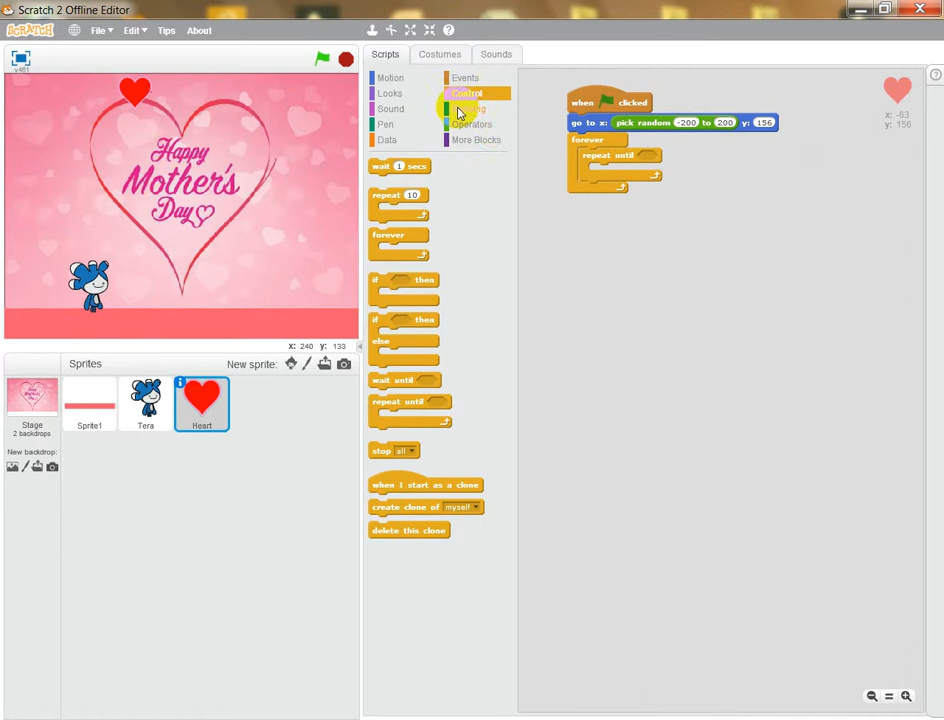 Scratch 2 Offline Editor
SCRATCH File Edit Tips About
v461
Scripts Costumes Sounds
Happy
Mother's
Day
x: 240 y: 133
Sprites New sprite:
Stage
2 backdrops
New backdrop:
Sprite1 Tera Heart
Motion Events
Looks Control
Sound
Pen Operators
Data More Blocks
wait 1 secs
repeat 10
forever
if then
if then
else
wait until
repeat until
stop all
when I start as a clone
create clone of myself
delete this clone
when clicked
go to x: pick random -200 to 200 y: 156
forever
repeat until
x: -63
y: 156